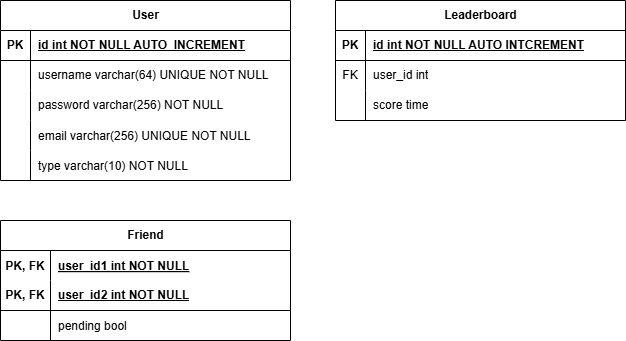 User
PK id int NOT NULL AUTO_INCREMENT
username varchar(64) UNIQUE NOT NULL
password varchar(256) NOT NULL
email varchar(256) UNIQUE NOT NULL
type varchar(10) NOT NULL
Leaderboard
PK id int NOT NULL AUTO INTCREMENT
FK user_id int
score time
Friend
PK, FK user_id1 int NOT NULL
PK, FK user_id2 int NOT NULL
pending bool